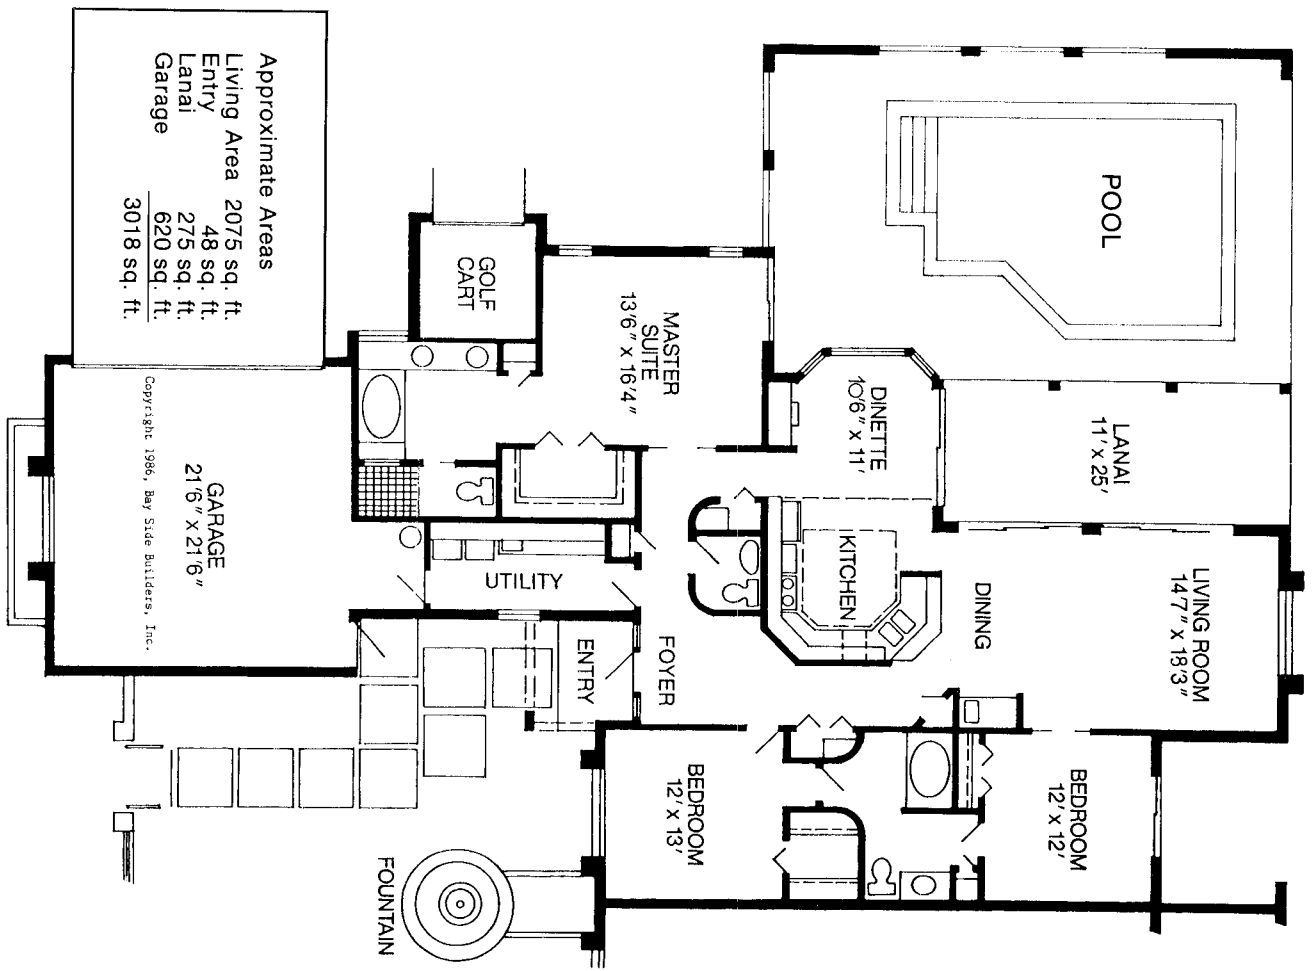 POOL
LANAI
11' x 25'
LIVING ROOM
14'7" x 18'3"
DINING
DINETTE
10'6" x 11'
KITCHEN
BEDROOM
12' x 12'
MASTER
SUITE
13'6" x 16'4"
FOYER
BEDROOM
12' x 13'
GOLF
CART
UTILITY
ENTRY
FOUNTAIN
GARAGE
21'6" x 21'6"
Approximate Areas
Living Area 2075 sq. ft.
Entry 48 sq. ft.
Lanai 275 sq. ft.
Garage 620 sq. ft.
3018 sq. ft.
Copyright 1986, Bay Side Builders, Inc.